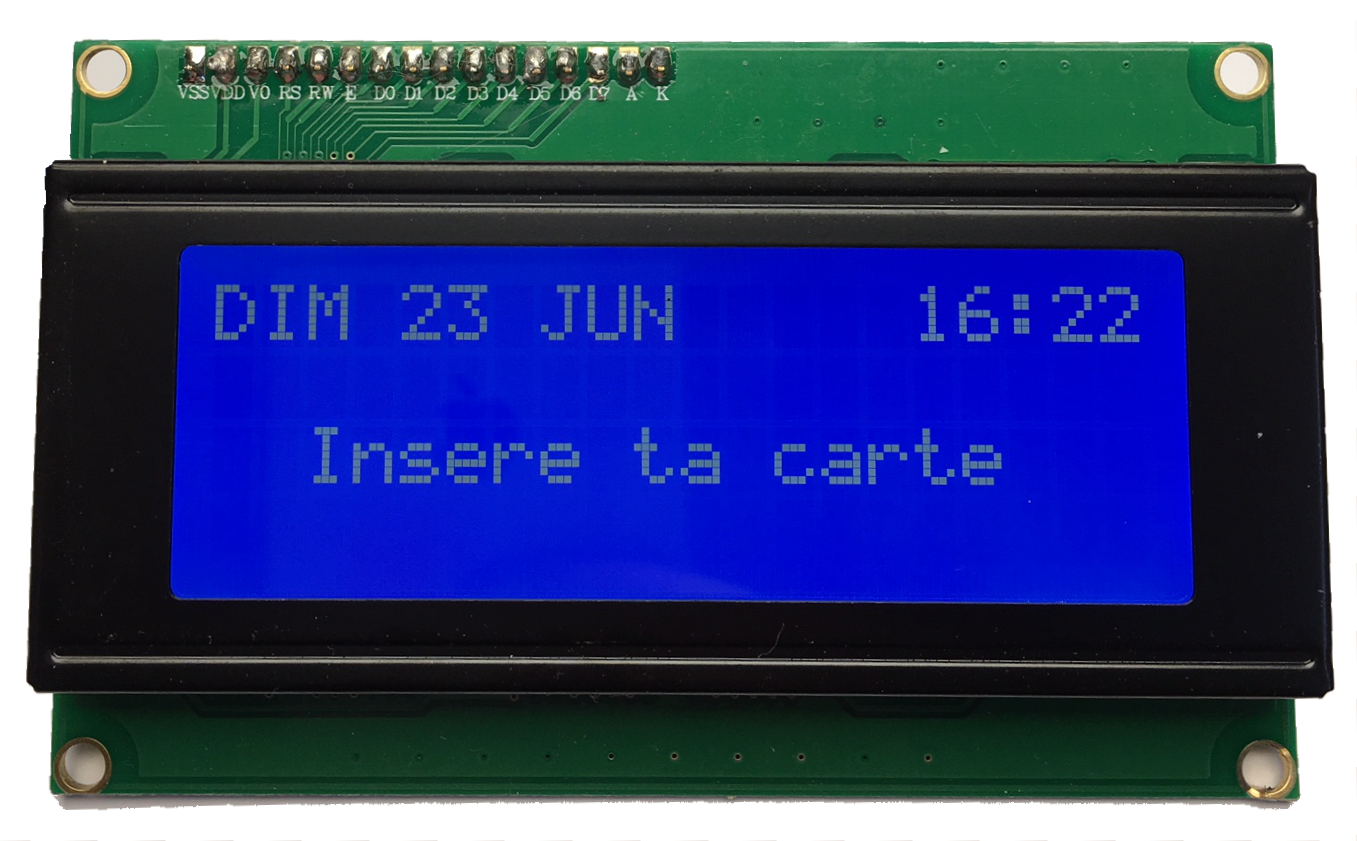 VSS VDD V0 RS RW E D0 D1 D2 D3 D4 D5 D6 D7 A K
DIM 23 JUN 16:22
Insere ta carte